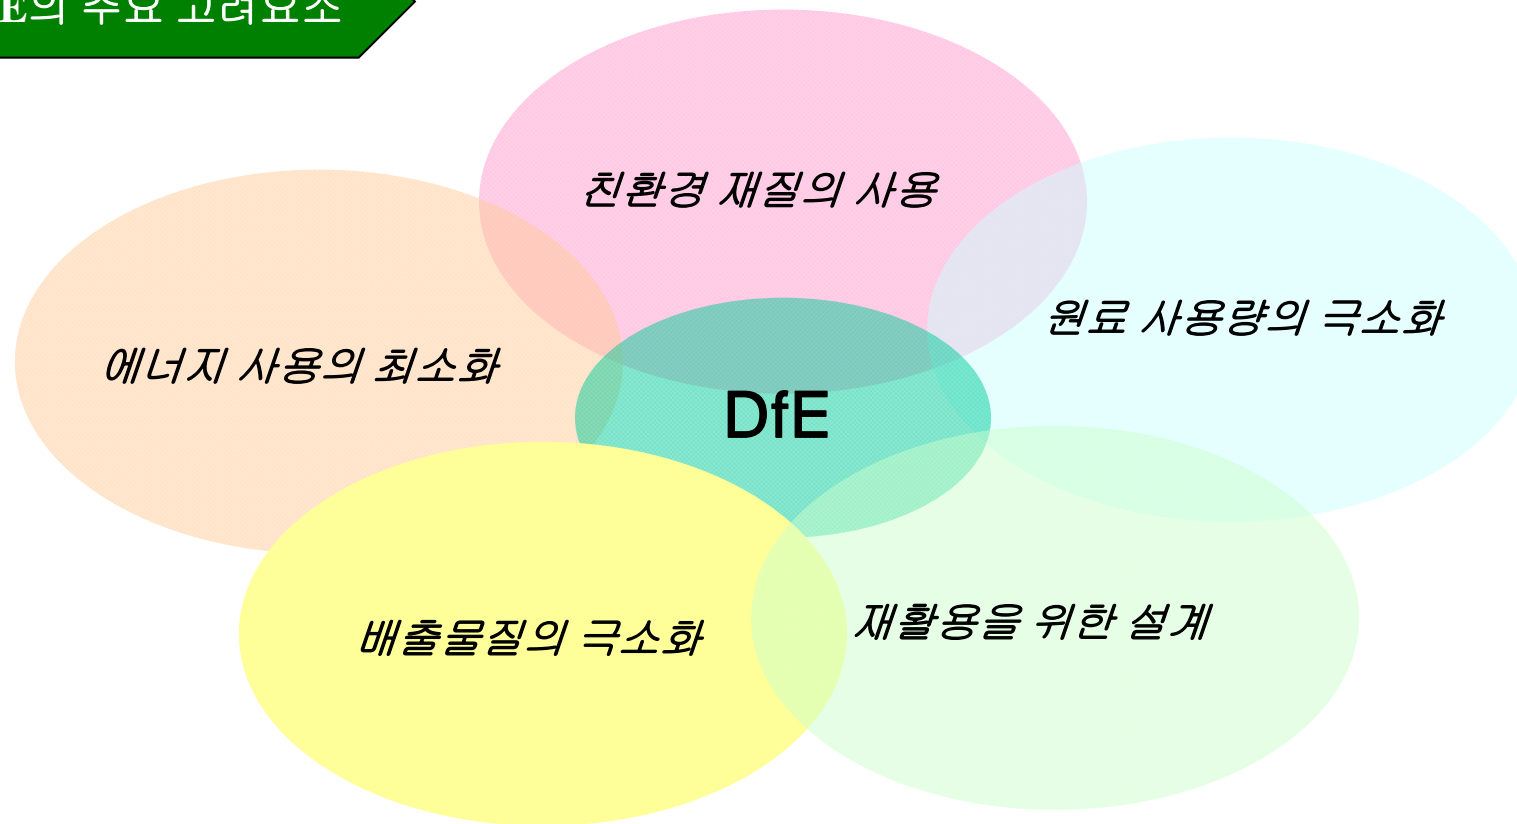 E의 주요 고려요소
친환경 재질의 사용
원료 사용량의 극소화
에너지 사용의 최소화
DfE
배출물질의 극소화
재활용을 위한 설계